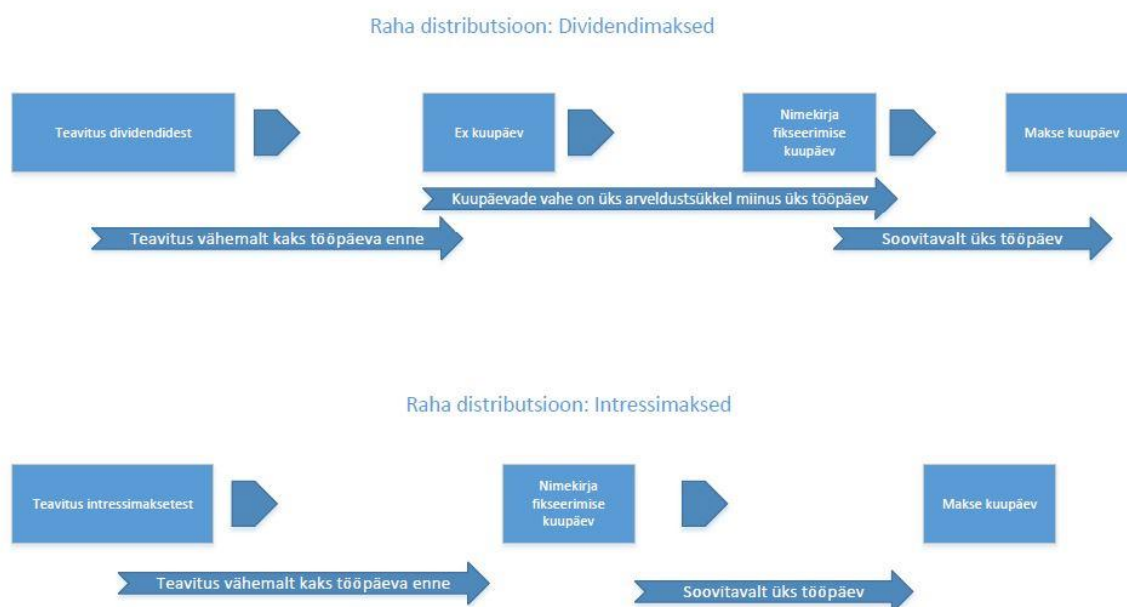 Raha distributsioon: Dividendimaksed
Teavitus dividendidest
Ex kuupäev
Nimekirja
fikseerimise
kuupäev
Makse kuupäev
Kuupäevade vahe on üks arveldustsükkel miinus üks tööpäev
Teavitus vähemalt kaks tööpäeva enne
Soovitavalt üks tööpäev
Raha distributsioon: Intressimaksed
Teavitus intressimaksetest
Nimekirja
fikseerimise
kuupäev
Makse kuupäev
Teavitus vähemalt kaks tööpäeva enne
Soovitavalt üks tööpäev